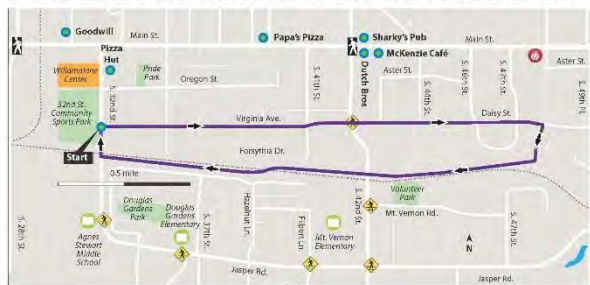 Goodwill
Main St.
Papa's Pizza
Sharky's Pub
Main St.
Pizza
Hut
McKenzie Café
Willamalane
Center
Pride
Park
Oregon St.
Aster St.
Aster St.
S. 32nd St.
S. 41st St.
Dutch Bros
S. 44th St.
S. 46th St.
S. 47th St.
S. 49th Pl.
32nd St.
Community
Sports Park
Virginia Ave.
Daisy St.
Start
Forsythia Dr.
0.5 mile
Douglas
Gardens
Park
Douglas
Gardens
Elementary
Volunteer
Park
S. 28th St.
Agnes
Stewart
Middle
School
S. 37th St.
Hazelnut Ln.
Filbert Ln.
Mt. Vernon
Elementary
S. 42nd St.
Mt. Vernon Rd.
S. 47th St.
N
Jasper Rd.
Jasper Rd.